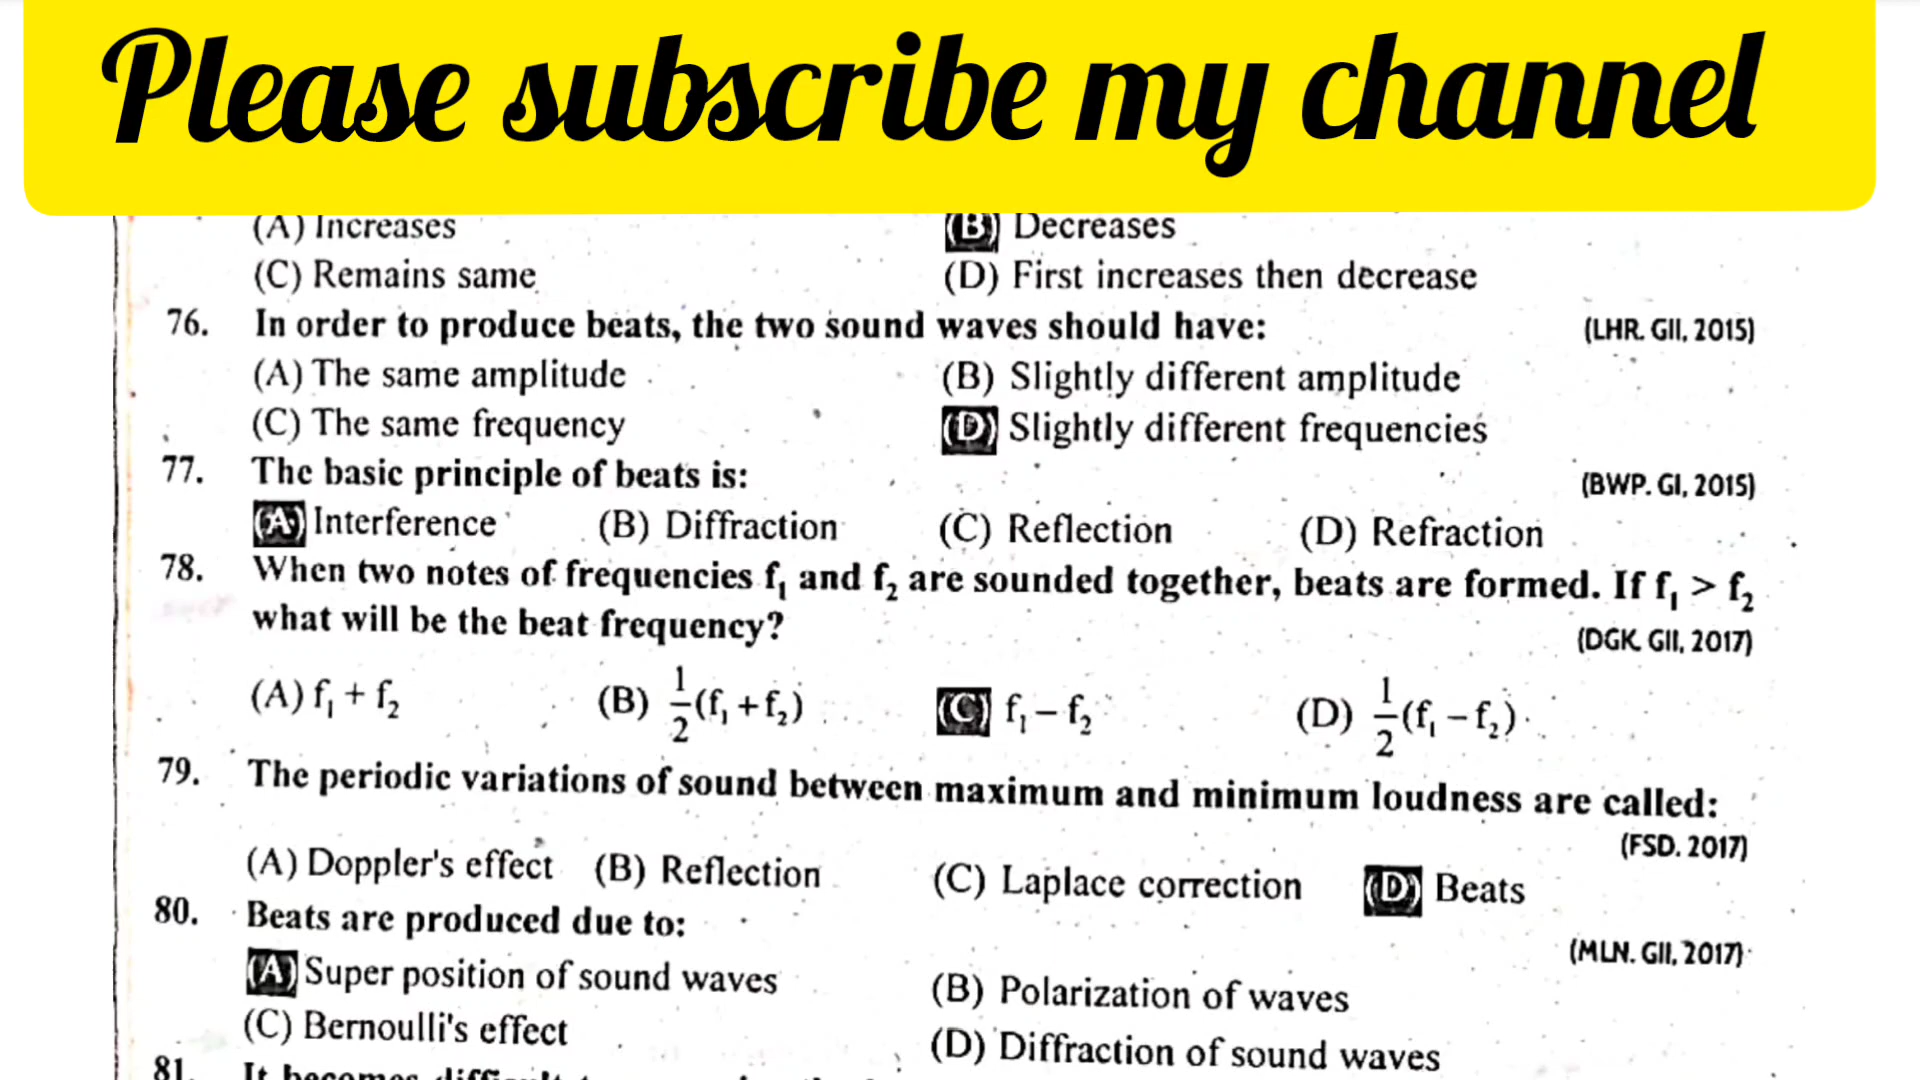 Please subscribe my channel
(A) Increases (B) Decreases
(C) Remains same (D) First increases then decrease
76. In order to produce beats, the two sound waves should have: (LHR. GII, 2015)
(A) The same amplitude (B) Slightly different amplitude
(C) The same frequency (D) Slightly different frequencies
77. The basic principle of beats is: (BWP. GI, 2015)
(A) Interference (B) Diffraction (C) Reflection (D) Refraction
78. When two notes of frequencies f₁ and f₂ are sounded together, beats are formed. If f₁ > f₂
what will be the beat frequency? (DGK. GII, 2017)
(A) f₁ + f₂ (B) 1/2 (f₁ + f₂) (C) f₁ – f₂ (D) 1/2 (f₁ – f₂)
79. The periodic variations of sound between maximum and minimum loudness are called:
(FSD. 2017)
(A) Doppler's effect (B) Reflection (C) Laplace correction (D) Beats
80. Beats are produced due to:
(MLN. GII, 2017)
(A) Super position of sound waves (B) Polarization of waves
(C) Bernoulli's effect (D) Diffraction of sound waves
81. It becomes difficult